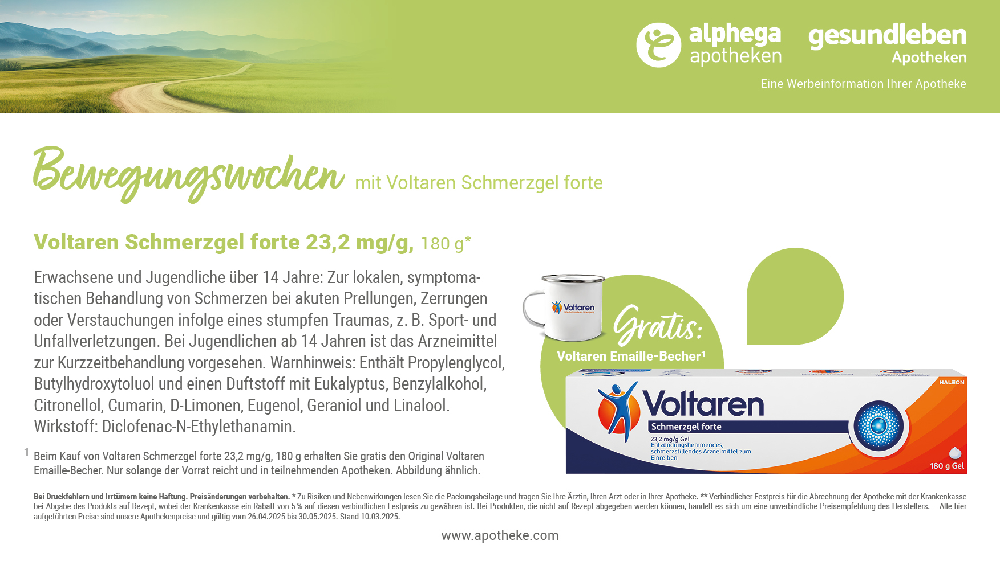 alphega
apotheken
gesundleben
Apotheken
Eine Werbeinformation Ihrer Apotheke
Bewegungswochen mit Voltaren Schmerzgel forte
Voltaren Schmerzgel forte 23,2 mg/g, 180 g*
Erwachsene und Jugendliche über 14 Jahre: Zur lokalen, symptoma-
tischen Behandlung von Schmerzen bei akuten Prellungen, Zerrungen
oder Verstauchungen infolge eines stumpfen Traumas, z. B. Sport- und
Unfallverletzungen. Bei Jugendlichen ab 14 Jahren ist das Arzneimittel
zur Kurzzeitbehandlung vorgesehen. Warnhinweis: Enthält Propylenglycol,
Butylhydroxytoluol und einen Duftstoff mit Eukalyptus, Benzylalkohol,
Citronellol, Cumarin, D-Limonen, Eugenol, Geraniol und Linalool.
Wirkstoff: Diclofenac-N-Ethylethanamin.
1 Beim Kauf von Voltaren Schmerzgel forte 23,2 mg/g, 180 g erhalten Sie gratis den Original Voltaren
Emaille-Becher. Nur solange der Vorrat reicht und in teilnehmenden Apotheken. Abbildung ähnlich.
Voltaren
Wieder Freude an Bewegung
Gratis:
Voltaren Emaille-Becher¹
HALEON
Voltaren
Schmerzgel forte
23,2 mg/g Gel
Entzündungshemmendes,
schmerzstillendes Arzneimittel zum
Einreiben
180 g Gel
Bei Druckfehlern und Irrtümern keine Haftung. Preisänderungen vorbehalten. * Zu Risiken und Nebenwirkungen lesen Sie die Packungsbeilage und fragen Sie Ihre Ärztin, Ihren Arzt oder in Ihrer Apotheke. ** Verbindlicher Festpreis für die Abrechnung der Apotheke mit der Krankenkasse
bei Abgabe des Produkts auf Rezept, wobei der Krankenkasse ein Rabatt von 5 % auf diesen verbindlichen Festpreis zu gewähren ist. Bei Produkten, die nicht auf Rezept abgegeben werden können, handelt es sich um eine unverbindliche Preisempfehlung des Herstellers. – Alle hier
aufgeführten Preise sind unsere Apothekenpreise und gültig vom 26.04.2025 bis 30.05.2025. Stand 10.03.2025.
www.apotheke.com